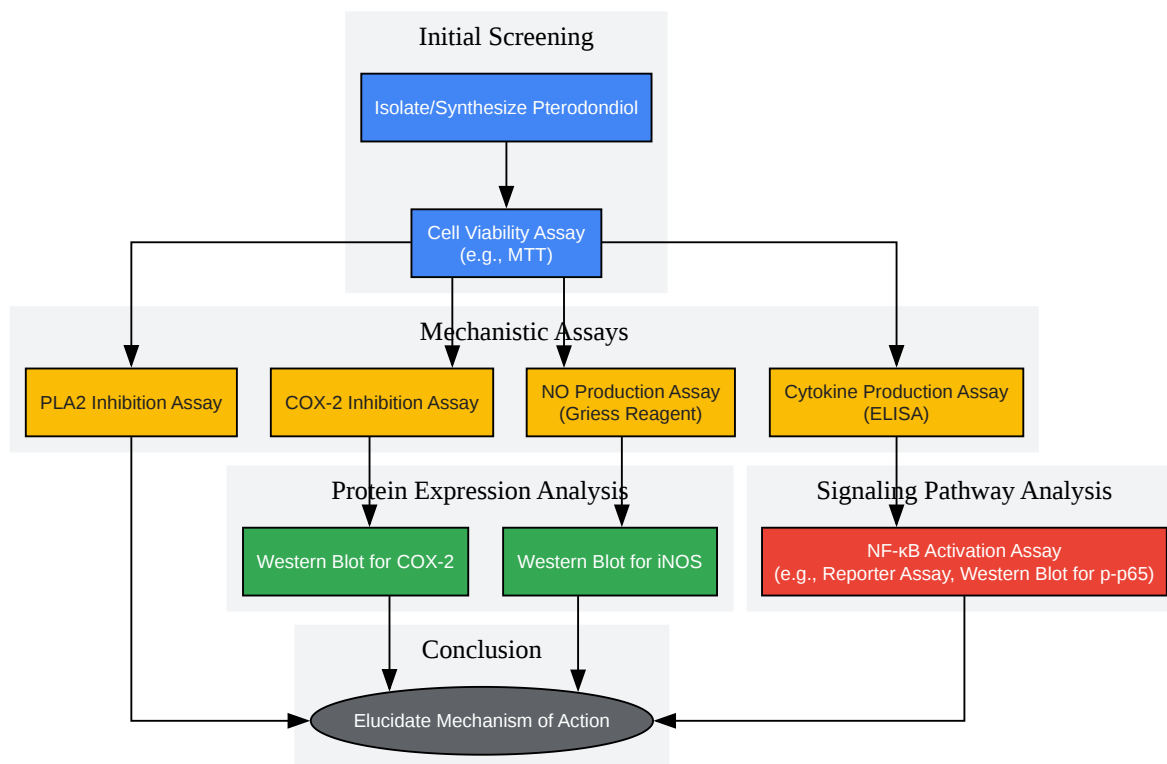 Initial Screening
Isolate/Synthesize Pterodondiol
Cell Viability Assay
(e.g., MTT)
Mechanistic Assays
PLA2 Inhibition Assay
COX-2 Inhibition Assay
NO Production Assay
(Griess Reagent)
Cytokine Production Assay
(ELISA)
Protein Expression Analysis
Signaling Pathway Analysis
Western Blot for COX-2
Western Blot for iNOS
NF-κB Activation Assay
(e.g., Reporter Assay, Western Blot for p-p65)
Conclusion
Elucidate Mechanism of Action